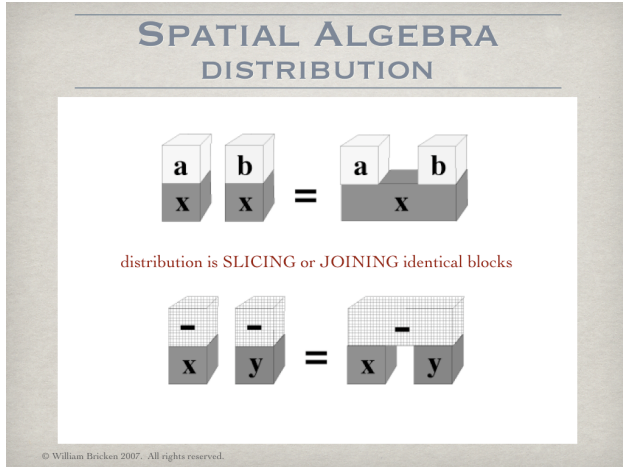 SPATIAL ALGEBRA
DISTRIBUTION
a b = a b
x x x
distribution is SLICING or JOINING identical blocks
- - = -
x y x y
© William Bricken 2007. All rights reserved.